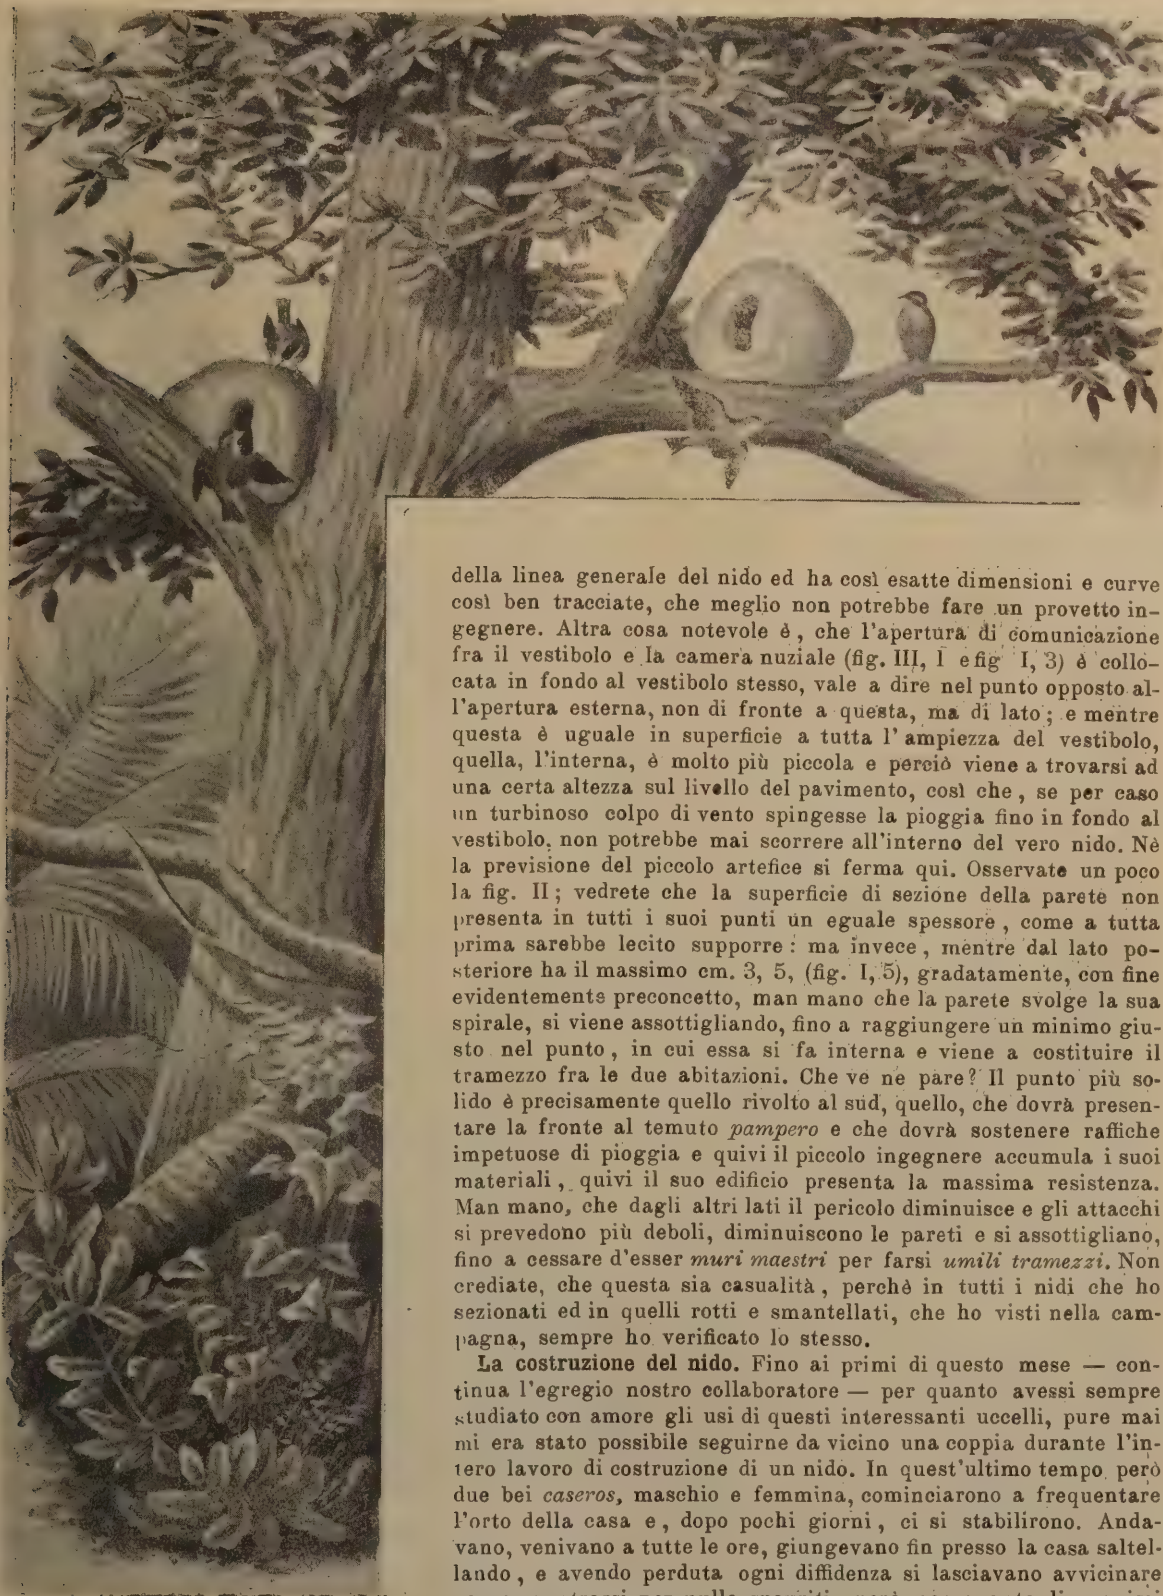 della linea generale del nido ed ha così esatte dimensioni e curve
così ben tracciate, che meglio non potrebbe fare un provetto in-
gegnere. Altra cosa notevole è, che l'apertura di comunicazione
fra il vestibolo e la camera nuziale (fig. III, 1 e fig I, 3) è collo-
cata in fondo al vestibolo stesso, vale a dire nel punto opposto al-
l'apertura esterna, non di fronte a questa, ma di lato; e mentre
questa è uguale in superficie a tutta l'ampiezza del vestibolo,
quella, l'interna, è molto più piccola e perciò viene a trovarsi ad
una certa altezza sul livello del pavimento, così che, se per caso
un turbinoso colpo di vento spingesse la pioggia fino in fondo al
vestibolo, non potrebbe mai scorrere all'interno del vero nido. Nè
la previsione del piccolo artefice si ferma qui. Osservate un poco
la fig. II; vedrete che la superficie di sezione della parete non
presenta in tutti i suoi punti un eguale spessore, come a tutta
prima sarebbe lecito supporre: ma invece, mentre dal lato po-
steriore ha il massimo cm. 3, 5, (fig. I, 5), gradatamente, con fine
evidentemente preconcetto, man mano che la parete svolge la sua
spirale, si viene assottigliando, fino a raggiungere un minimo giu-
sto nel punto, in cui essa si fa interna e viene a costituire il
tramezzo fra le due abitazioni. Che ve ne pare? Il punto più so-
lido è precisamente quello rivolto al sud, quello, che dovrà presen-
tare la fronte al temuto pampero e che dovrà sostenere raffiche
impetuose di pioggia e quivi il piccolo ingegnere accumula i suoi
materiali, quivi il suo edificio presenta la massima resistenza.
Man mano, che dagli altri lati il pericolo diminuisce e gli attacchi
si prevedono più deboli, diminuiscono le pareti e si assottigliano,
fino a cessare d'esser muri maestri per farsi umili tramezzi. Non
crediate, che questa sia casualità, perchè in tutti i nidi che ho
sezionati ed in quelli rotti e smantellati, che ho visti nella cam-
pagna, sempre ho verificato lo stesso.
La costruzione del nido. Fino ai primi di questo mese — con-
tinua l'egregio nostro collaboratore — per quanto avessi sempre
studiato con amore gli usi di questi interessanti uccelli, pure mai
mi era stato possibile seguirne da vicino una coppia durante l'in-
tero lavoro di costruzione di un nido. In quest'ultimo tempo però
due bei caseros, maschio e femmina, cominciarono a frequentare
l'orto della casa e, dopo pochi giorni, ci si stabilirono. Anda-
vano, venivano a tutte le ore, giungevano fin presso la casa saltel-
lando, e avendo perduta ogni diffidenza si lasciavano avvicinare